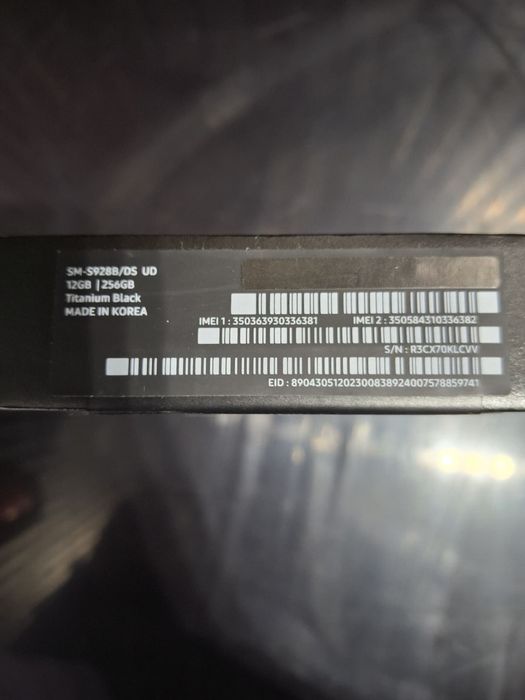 SM-S928B/DS UD
12GB | 256GB
Titanium Black
MADE IN KOREA
IMEI 1 : 350363930336381 IMEI 2 : 350584310336382
S/N : R3CX70KLCVV
EID : 89043051202300838924007578859741